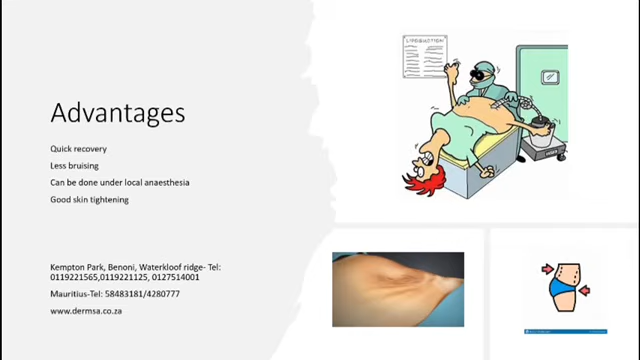 Advantages
Quick recovery
Less bruising
Can be done under local anaesthesia
Good skin tightening
Kempton Park, Benoni, Waterkloof ridge- Tel:
0119221565,0119221125, 0127514001
Mauritius-Tel: 58483181/4280777
www.dermsa.co.za
LIPOSUCTION